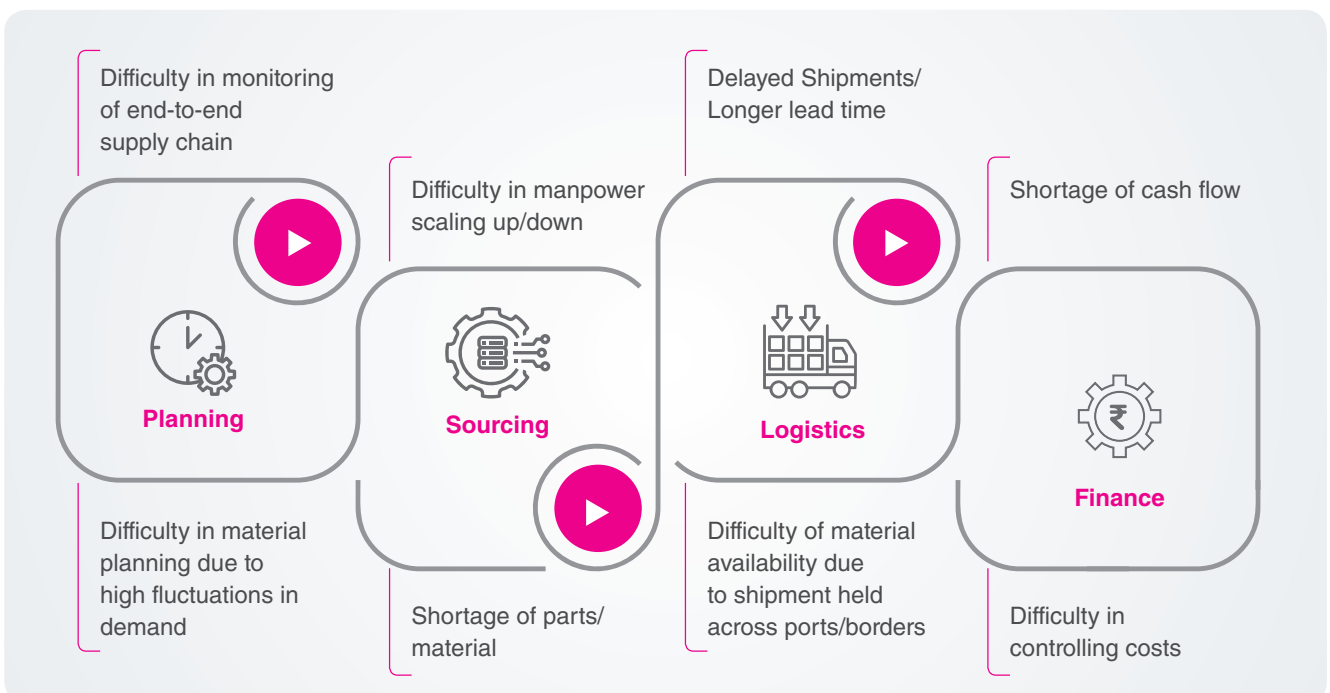 Difficulty in monitoring
of end-to-end
supply chain
Planning
Difficulty in material
planning due to
high fluctuations in
demand
Difficulty in manpower
scaling up/down
Sourcing
Shortage of parts/
material
Delayed Shipments/
Longer lead time
Logistics
Difficulty of material
availability due
to shipment held
across ports/borders
Shortage of cash flow
₹
Finance
Difficulty in
controlling costs